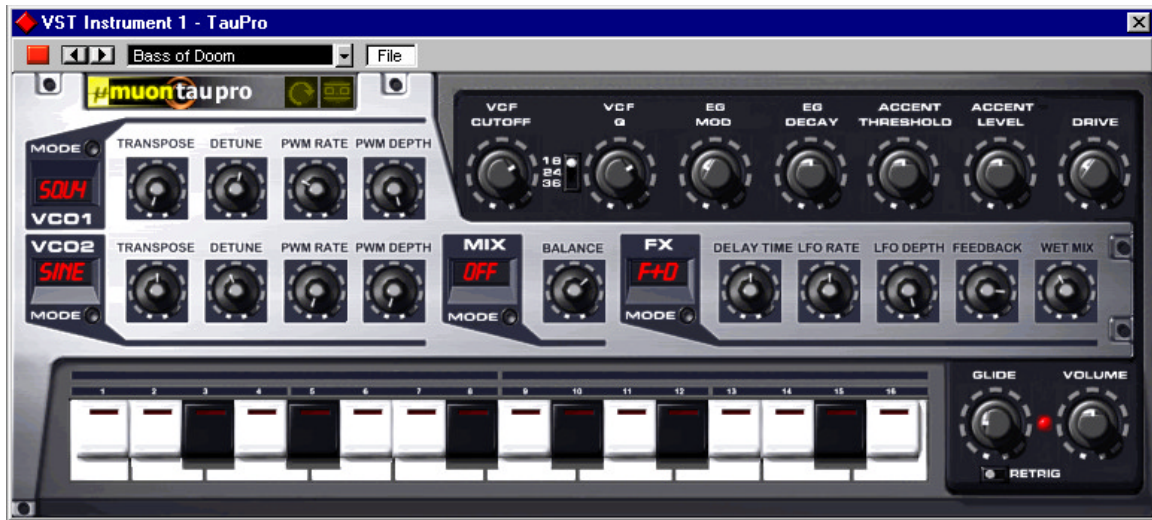 VST Instrument 1 - TauPro
Bass of Doom
File
µmuontaupro
VCF CUTOFF
VCF Q
EG MOD
EG DECAY
ACCENT THRESHOLD
ACCENT LEVEL
DRIVE
18
24
36
MODE
SQU4
VCO1
TRANSPOSE DETUNE PWM RATE PWM DEPTH
VCO2
SINE
MODE
TRANSPOSE DETUNE PWM RATE PWM DEPTH
MIX
OFF
MODE
BALANCE
FX
F+D
MODE
DELAY TIME LFO RATE LFO DEPTH FEEDBACK WET MIX
1 2 3 4 5 6 7 8 9 10 11 12 13 14 15 16
GLIDE VOLUME
RETRIG